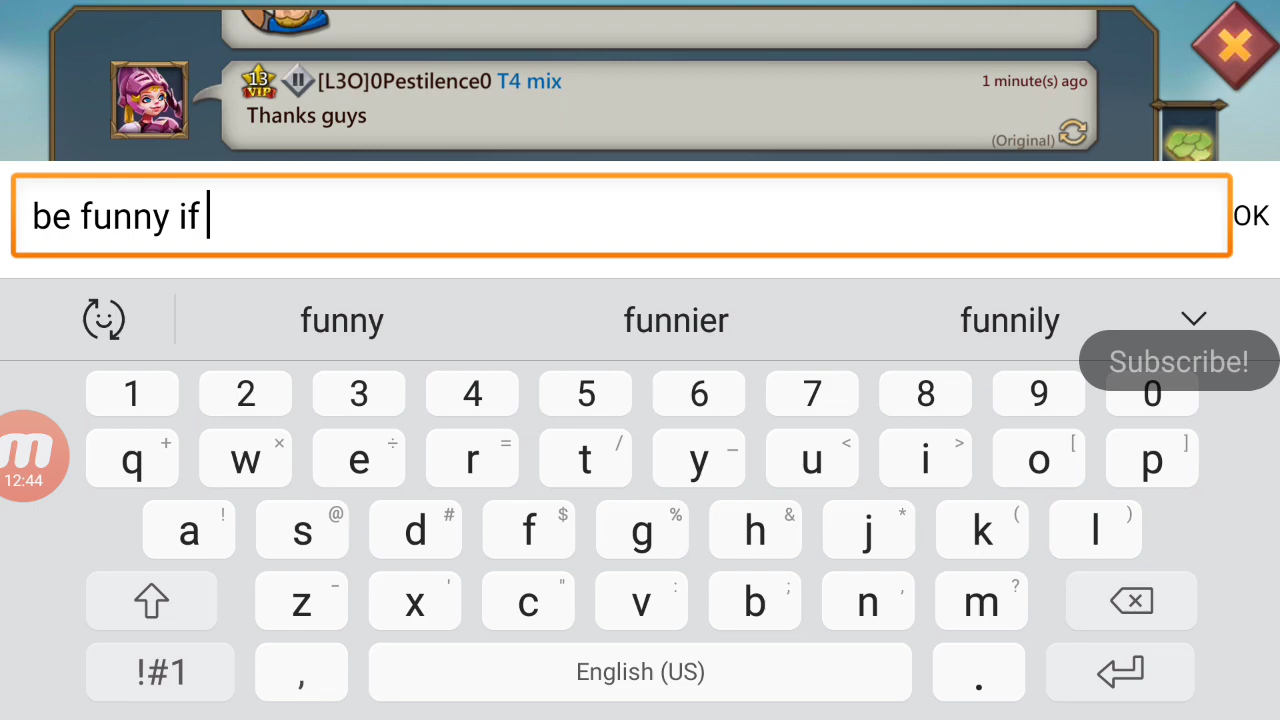 13
VIP
II
[L3O]0Pestilence0 T4 mix
1 minute(s) ago
Thanks guys
(Original)
be funny if
OK
funny funnier funnily
Subscribe!
1 2 3 4 5 6 7 8 9 0
q + w × e ÷ r = t / y _ u < i > o [ p ]
m
12:44
a ! s @ d # f $ g % h & j * k ( l )
z - x ' c " v : b ; n , m ?
!#1 , English (US) .